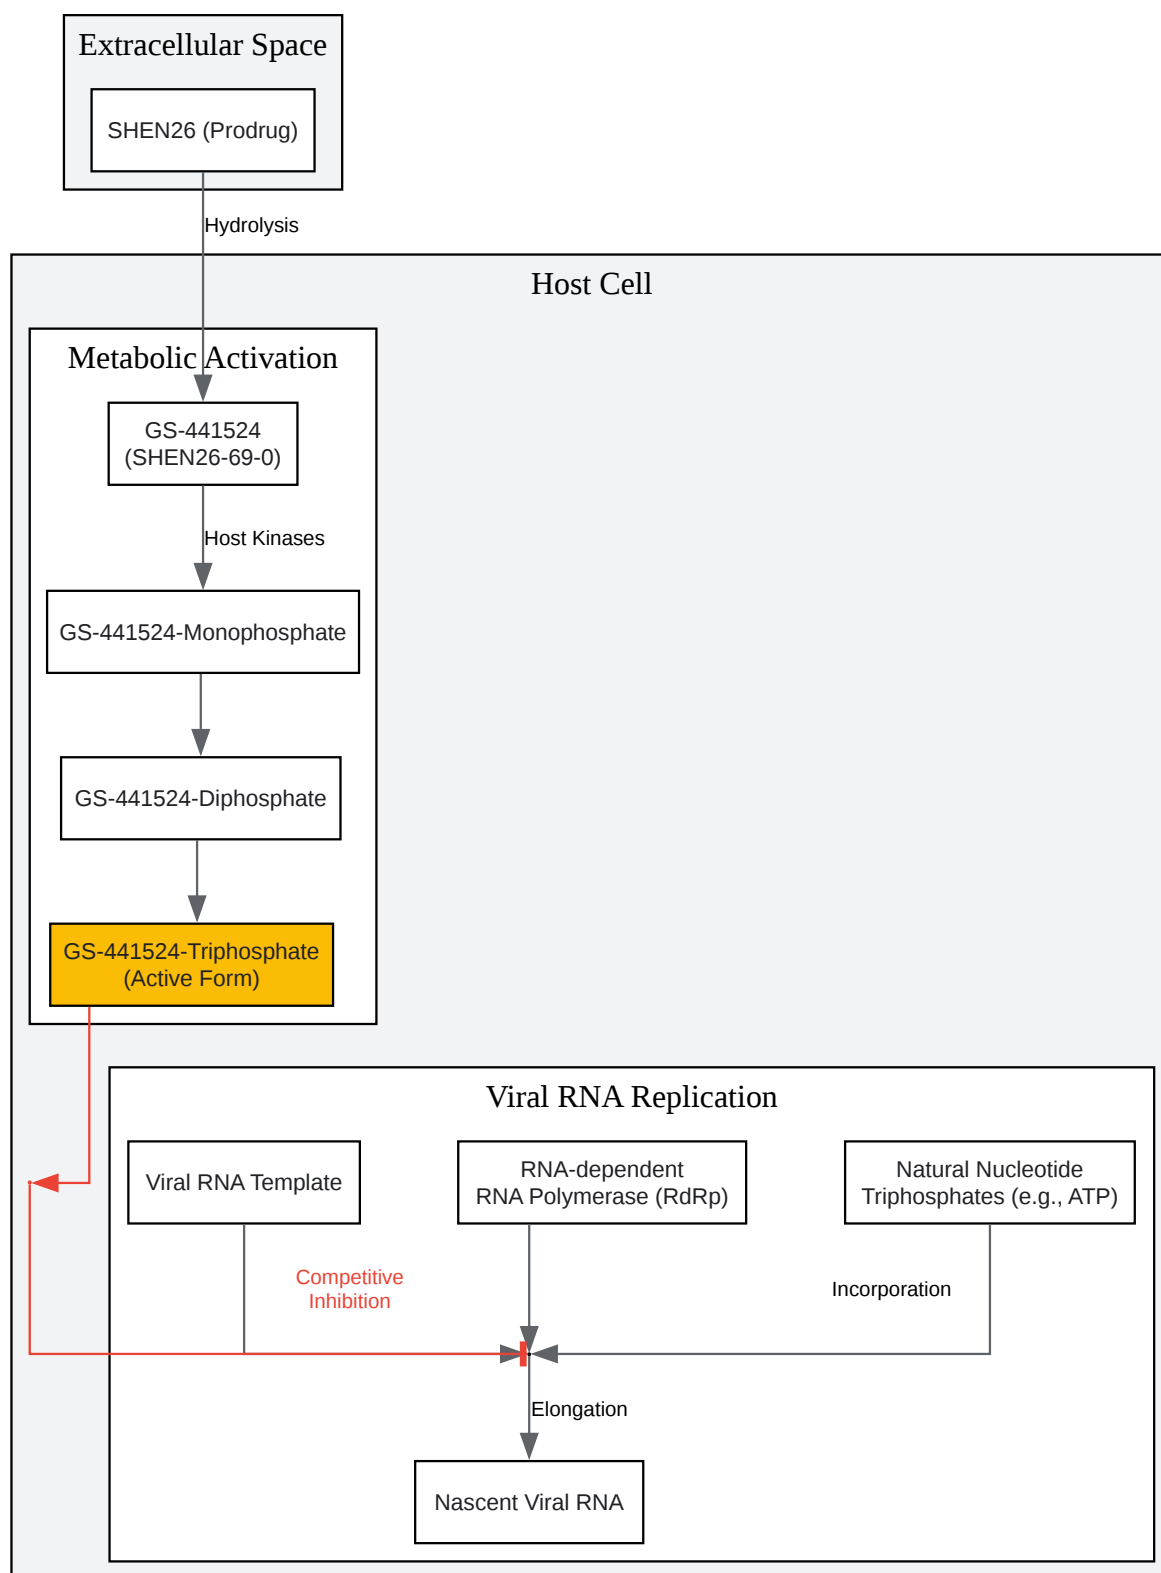 Extracellular Space
SHEN26 (Prodrug)
Hydrolysis
Host Cell
Metabolic Activation
GS-441524
(SHEN26-69-0)
Host Kinases
GS-441524-Monophosphate
GS-441524-Diphosphate
GS-441524-Triphosphate
(Active Form)
Viral RNA Replication
Viral RNA Template
RNA-dependent
RNA Polymerase (RdRp)
Natural Nucleotide
Triphosphates (e.g., ATP)
Competitive
Inhibition
Incorporation
Elongation
Nascent Viral RNA